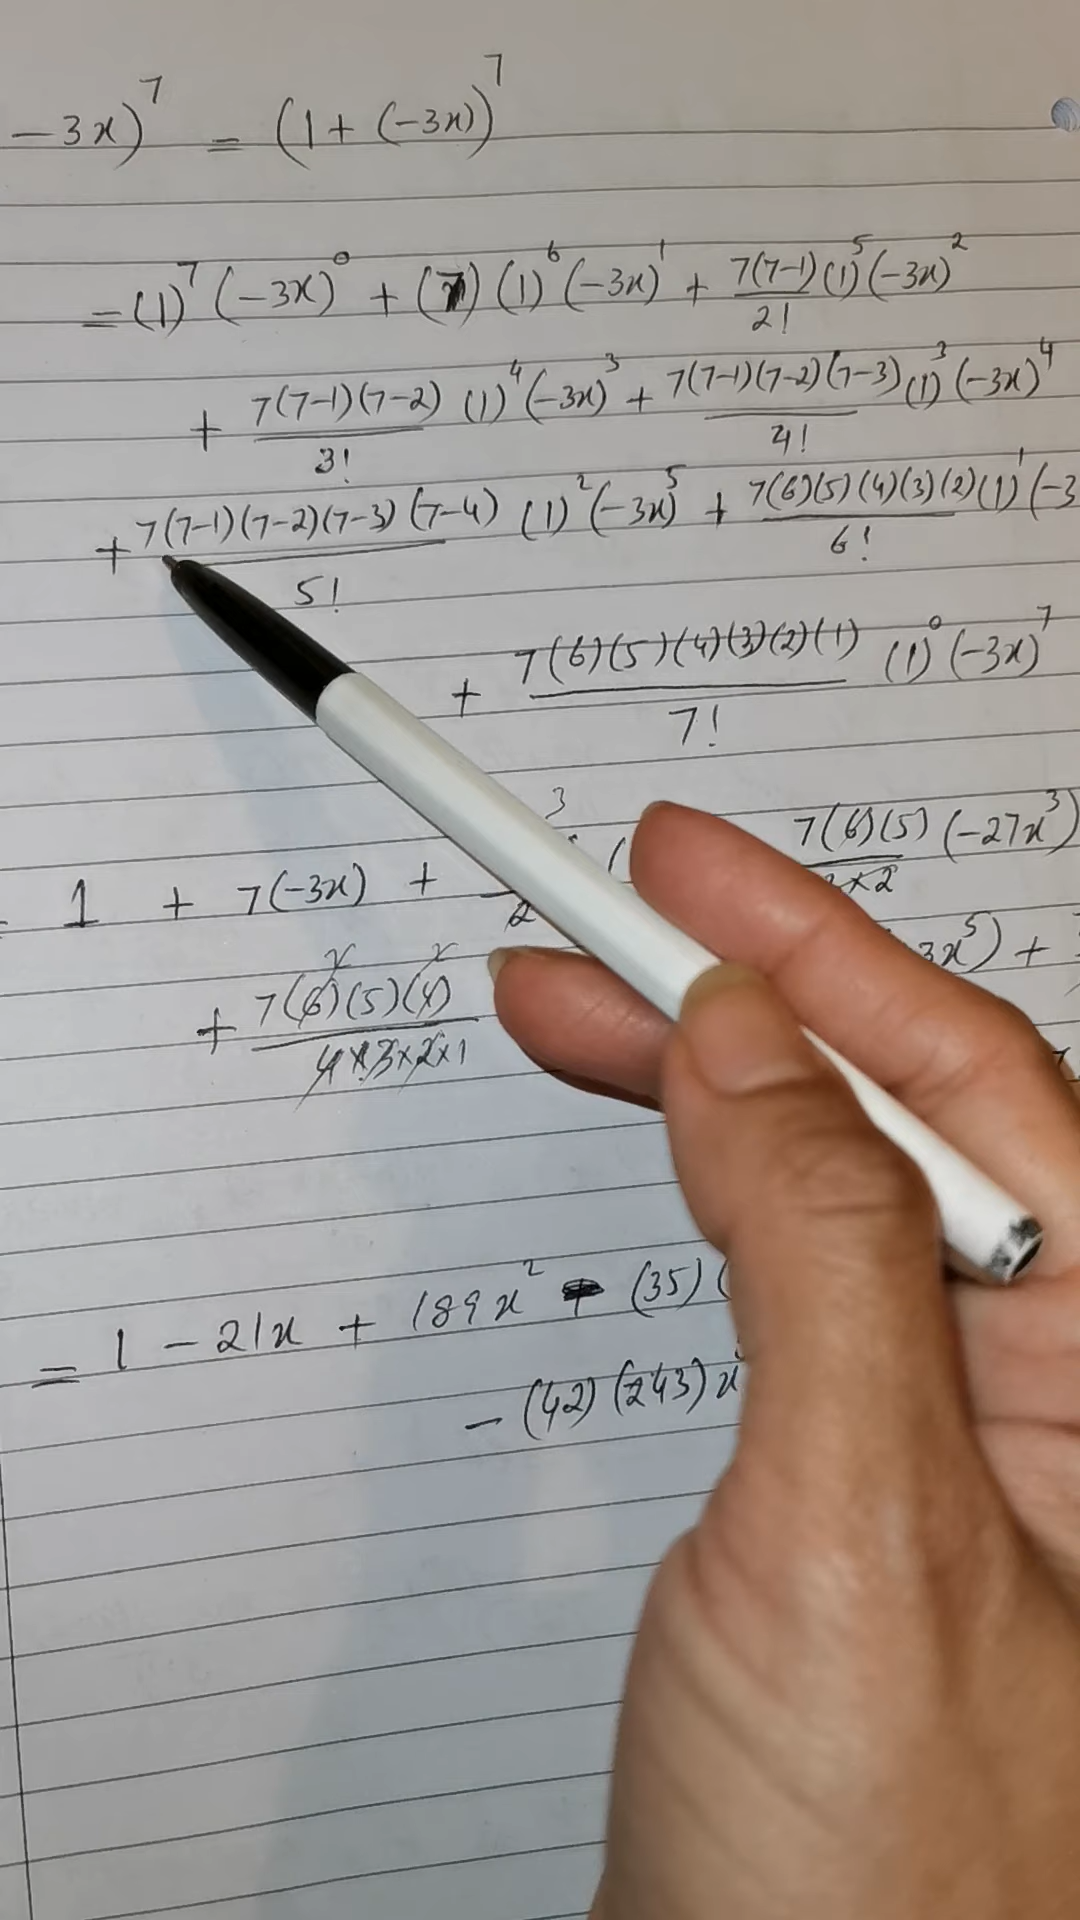 -3x)^7 = (1+(-3x))^7
= (1)^7 (-3x)^0 + (7) (1)^6 (-3x)^1 + 7(7-1)/2! (1)^5 (-3x)^2
+ 7(7-1)(7-2)/3! (1)^4 (-3x)^3 + 7(7-1)(7-2)(7-3)/4! (1)^3 (-3x)^4
+ 7(7-1)(7-2)(7-3)(7-4)/5! (1)^2 (-3x)^5 + 7(6)(5)(4)(3)(2)/6! (1)^1 (-3
+ 7(6)(5)(4)(3)(2)(1)/7! (1)^0 (-3x)^7
1 + 7(-3x) + 3 2 7(6)(5) (-27x^3) ×2
+ 7(6)(5)(4)/4×3×2×1 3x^5) +
= 1 - 21x + 189x^2 (35) (
- (42) (243) x